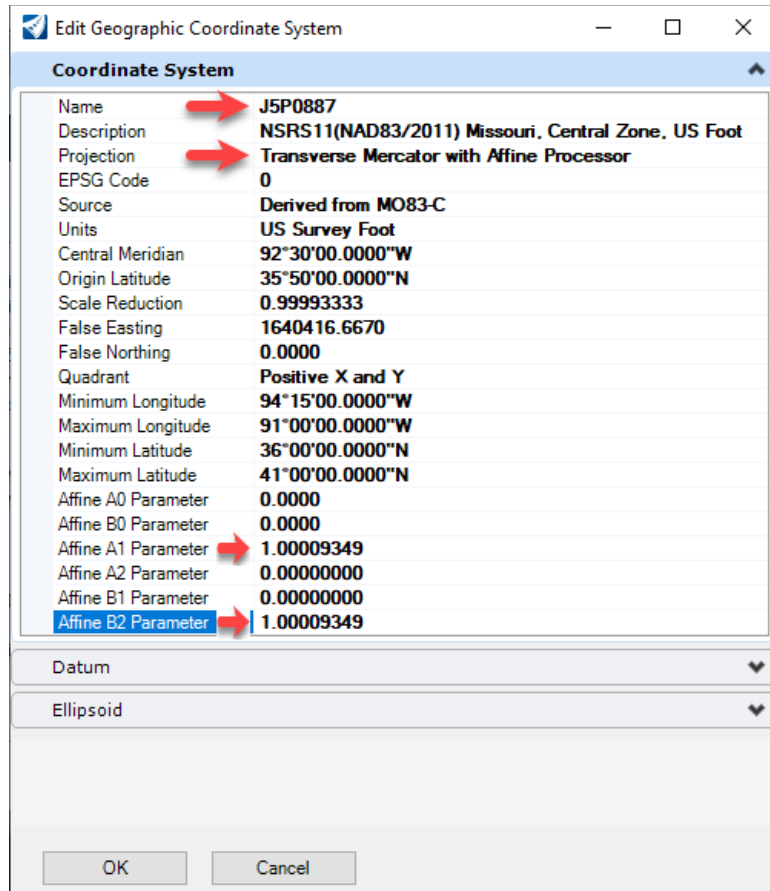 Edit Geographic Coordinate System
Coordinate System
Name J5P0887
Description NSRS11(NAD83/2011) Missouri, Central Zone, US Foot
Projection Transverse Mercator with Affine Processor
EPSG Code 0
Source Derived from MO83-C
Units US Survey Foot
Central Meridian 92°30'00.0000"W
Origin Latitude 35°50'00.0000"N
Scale Reduction 0.99993333
False Easting 1640416.6670
False Northing 0.0000
Quadrant Positive X and Y
Minimum Longitude 94°15'00.0000"W
Maximum Longitude 91°00'00.0000"W
Minimum Latitude 36°00'00.0000"N
Maximum Latitude 41°00'00.0000"N
Affine A0 Parameter 0.0000
Affine B0 Parameter 0.0000
Affine A1 Parameter 1.00009349
Affine A2 Parameter 0.00000000
Affine B1 Parameter 0.00000000
Affine B2 Parameter 1.00009349
Datum
Ellipsoid
OK Cancel